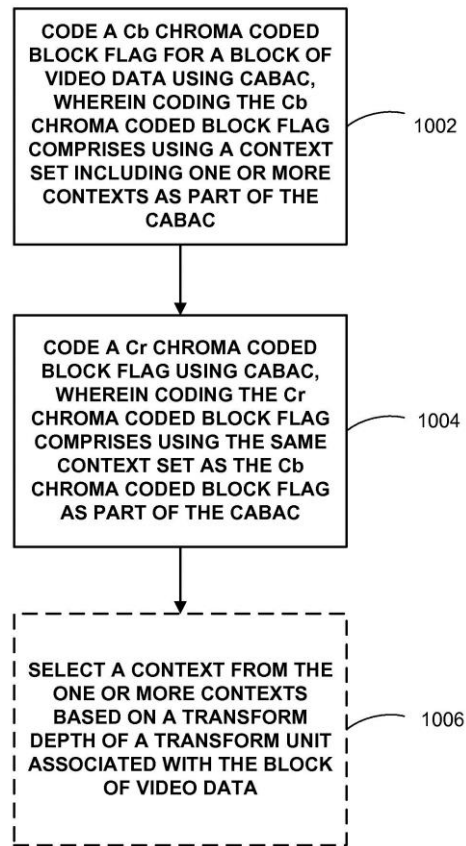 CODE A Cb CHROMA CODED
BLOCK FLAG FOR A BLOCK OF
VIDEO DATA USING CABAC,
WHEREIN CODING THE Cb
CHROMA CODED BLOCK FLAG
COMPRISES USING A CONTEXT
SET INCLUDING ONE OR MORE
CONTEXTS AS PART OF THE
CABAC
1002
CODE A Cr CHROMA CODED
BLOCK FLAG USING CABAC,
WHEREIN CODING THE Cr
CHROMA CODED BLOCK FLAG
COMPRISES USING THE SAME
CONTEXT SET AS THE Cb
CHROMA CODED BLOCK FLAG
AS PART OF THE CABAC
1004
SELECT A CONTEXT FROM THE
ONE OR MORE CONTEXTS
BASED ON A TRANSFORM
DEPTH OF A TRANSFORM UNIT
ASSOCIATED WITH THE BLOCK
OF VIDEO DATA
1006